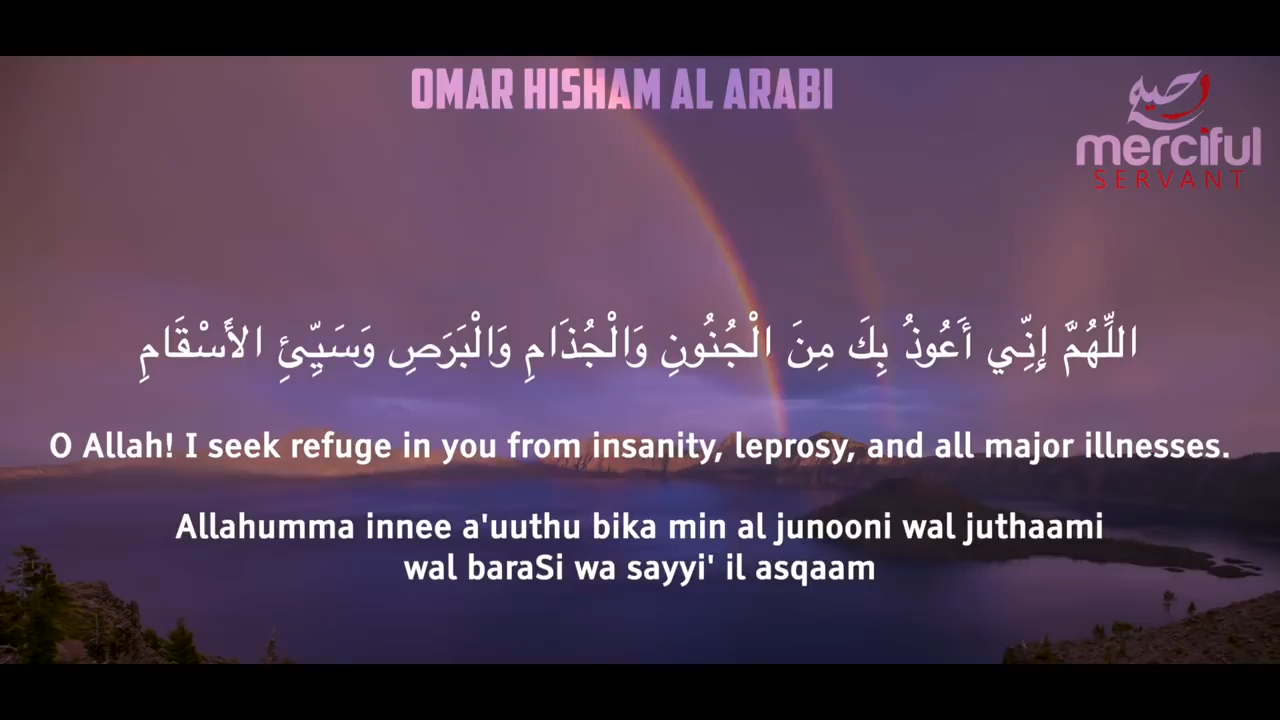 OMAR HISHAM AL ARABI
merciful
SERVANT
اللَّهُمَّ إِنِّي أَعُوذُ بِكَ مِنَ الْجُنُونِ وَالْجُذَامِ وَالْبَرَصِ وَسَيِّئِ الأَسْقَامِ
O Allah! I seek refuge in you from insanity, leprosy, and all major illnesses.
Allahumma innee a'uuthu bika min al junooni wal juthaami
wal baraSi wa sayyi' il asqaam